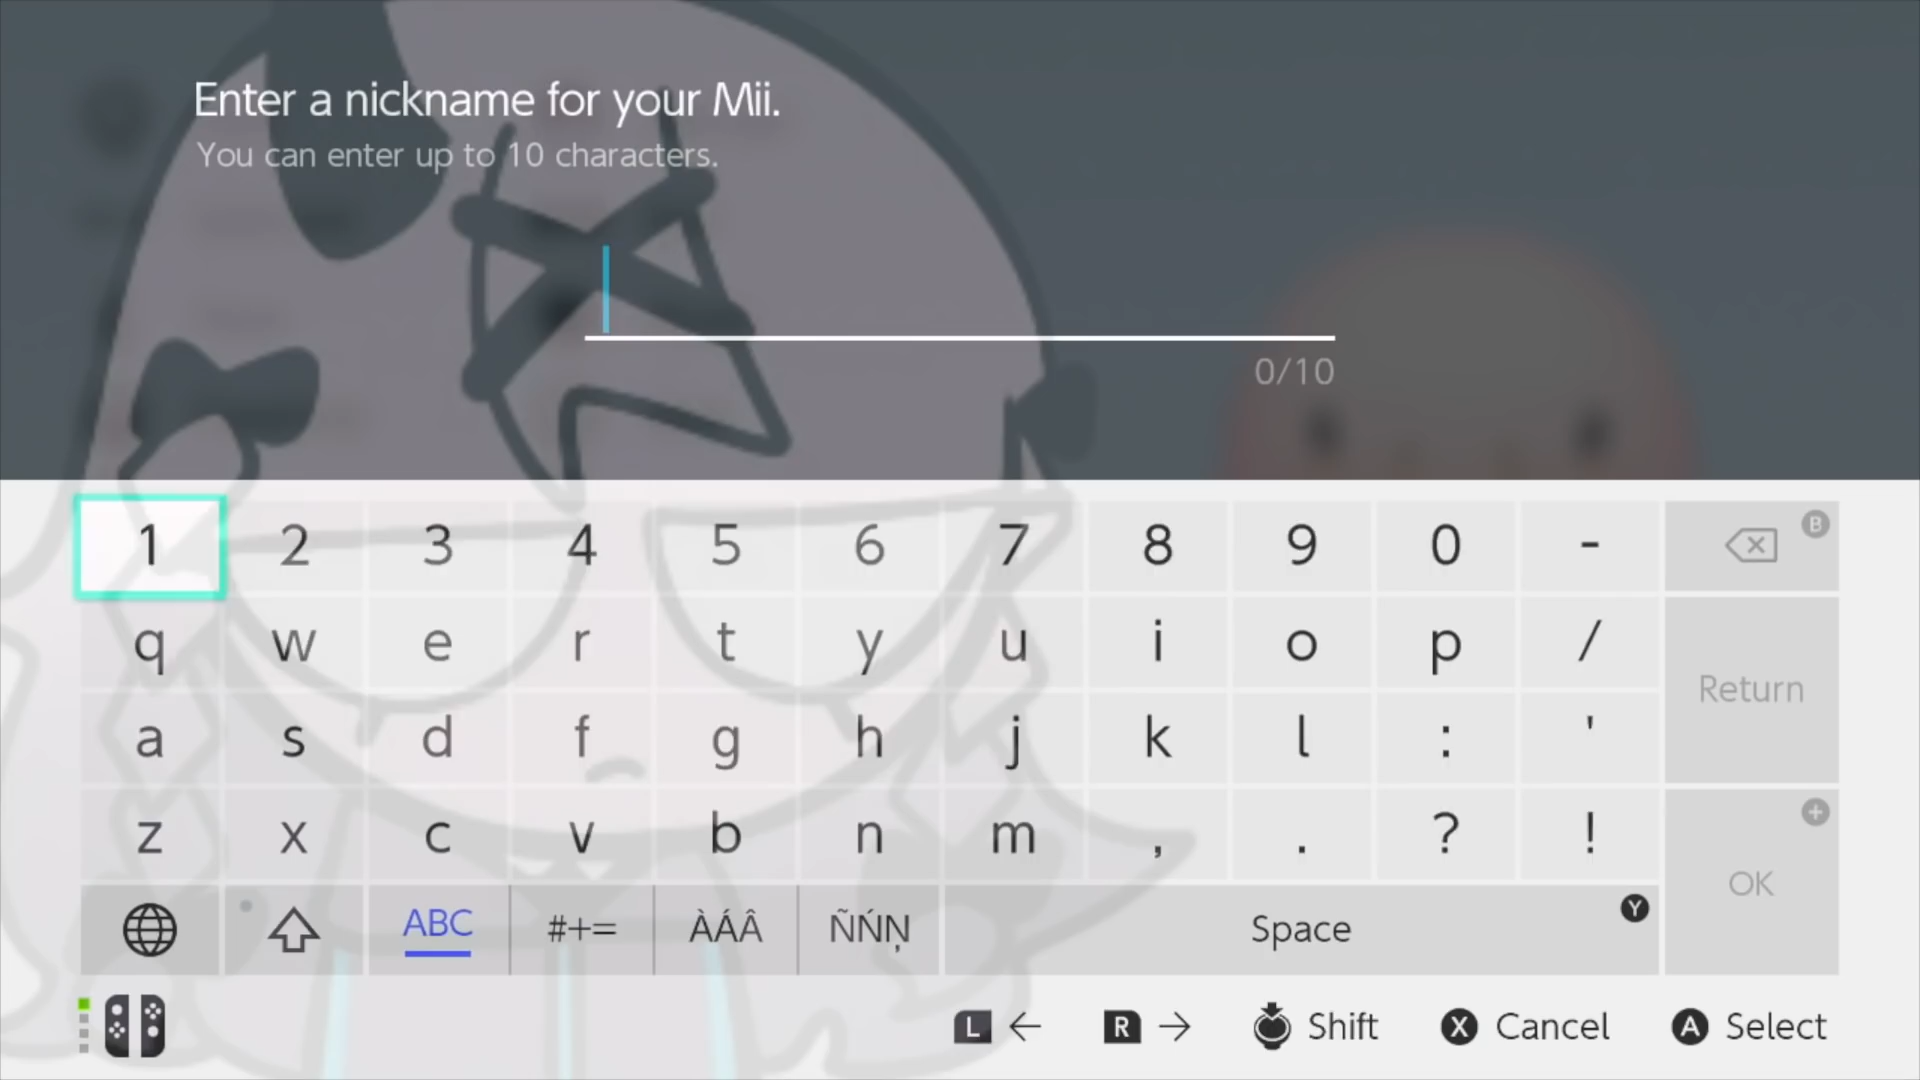 Enter a nickname for your Mii.
You can enter up to 10 characters.
0/10
1 2 3 4 5 6 7 8 9 0 - B
q w e r t y u i o p / Return
a s d f g h j k l : '
z x c v b n m , . ? ! OK
ABC #+= ÀÁÂ ÑŃŅ Space Y
L ← R → Shift X Cancel A Select